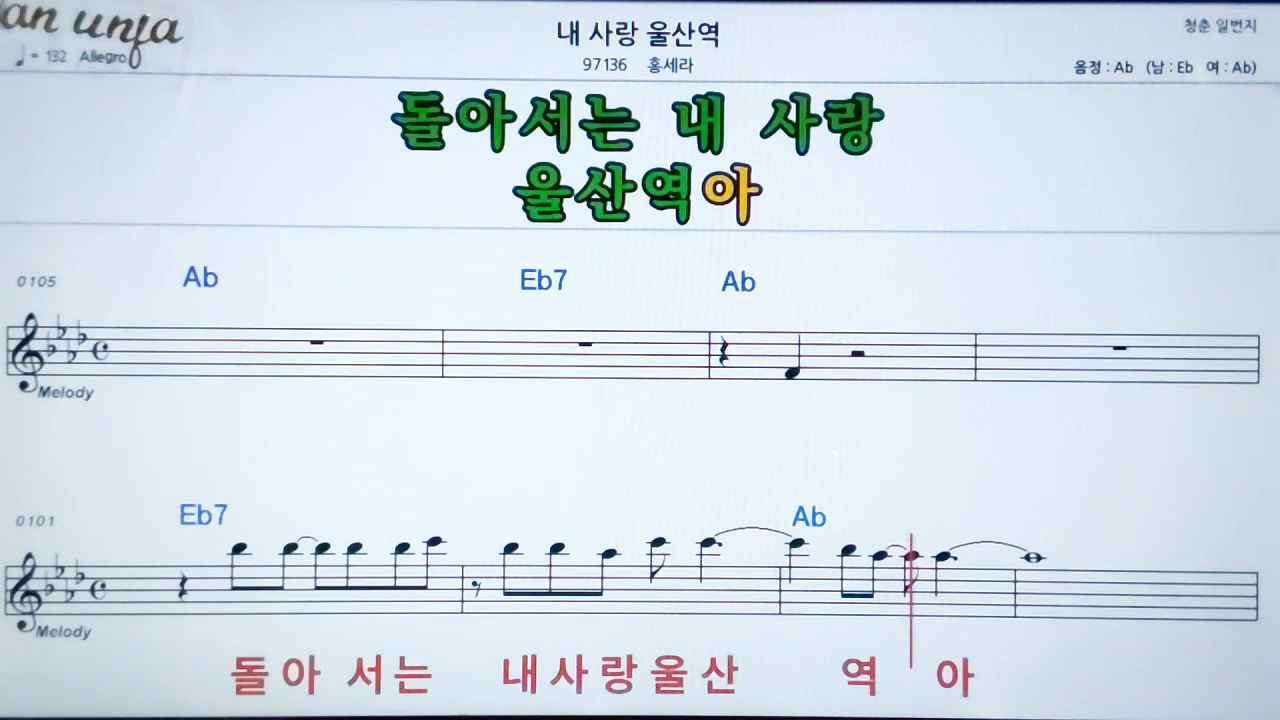 an unja
♩= 132 Allegro
내 사랑 울산역
97136 홍세라
청춘 일번지
음정 : Ab (남 : Eb 여 : Ab)
돌아서는 내 사랑
울산역아
0105 Ab Eb7 Ab
Melody
0101 Eb7 Ab
Melody
돌아 서는 내사랑울산 역 아